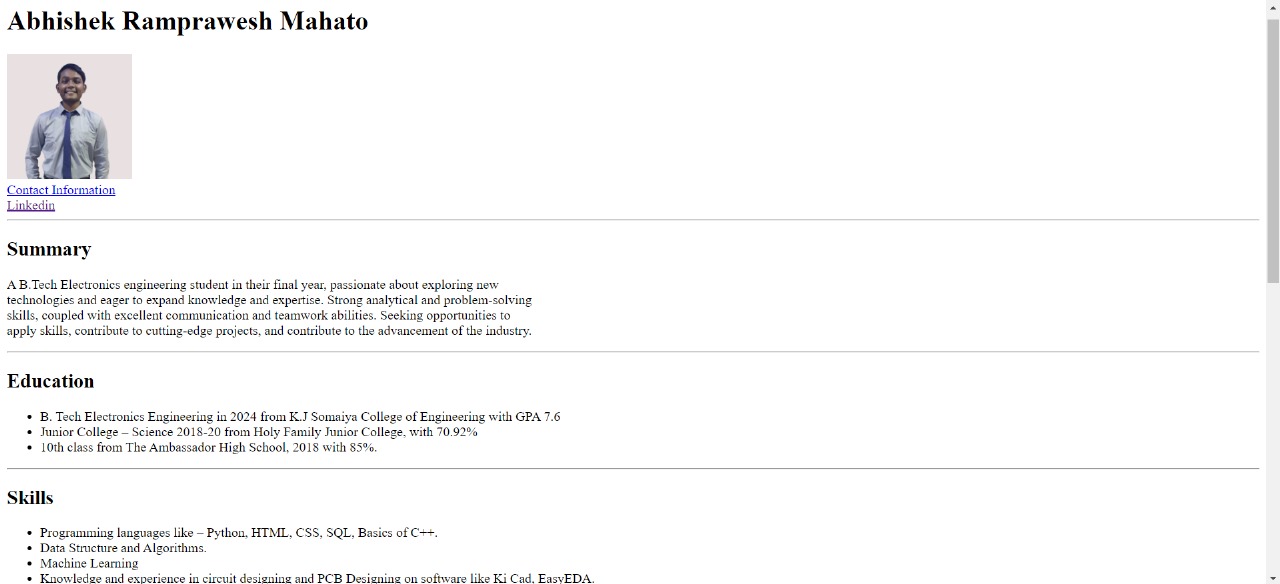 Abhishek Ramprawesh Mahato
Contact Information
Linkedin
Summary
A B.Tech Electronics engineering student in their final year, passionate about exploring new
technologies and eager to expand knowledge and expertise. Strong analytical and problem-solving
skills, coupled with excellent communication and teamwork abilities. Seeking opportunities to
apply skills, contribute to cutting-edge projects, and contribute to the advancement of the industry.
Education
• B. Tech Electronics Engineering in 2024 from K.J Somaiya College of Engineering with GPA 7.6
• Junior College – Science 2018-20 from Holy Family Junior College, with 70.92%
• 10th class from The Ambassador High School, 2018 with 85%.
Skills
• Programming languages like – Python, HTML, CSS, SQL, Basics of C++.
• Data Structure and Algorithms.
• Machine Learning
• Knowledge and experience in circuit designing and PCB Designing on software like Ki Cad, EasyEDA.